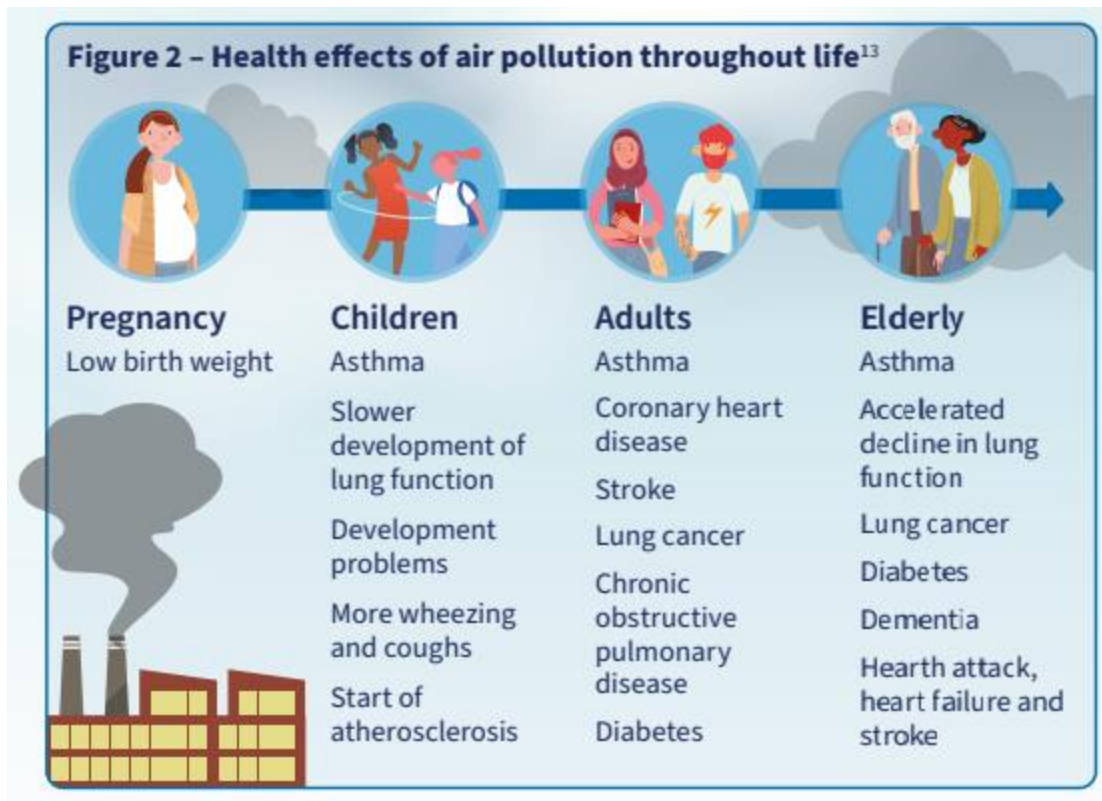 Figure 2 – Health effects of air pollution throughout life¹³
Pregnancy
Low birth weight
Children
Asthma
Slower
development of
lung function
Development
problems
More wheezing
and coughs
Start of
atherosclerosis
Adults
Asthma
Coronary heart
disease
Stroke
Lung cancer
Chronic
obstructive
pulmonary
disease
Diabetes
Elderly
Asthma
Accelerated
decline in lung
function
Lung cancer
Diabetes
Dementia
Hearth attack,
heart failure and
stroke